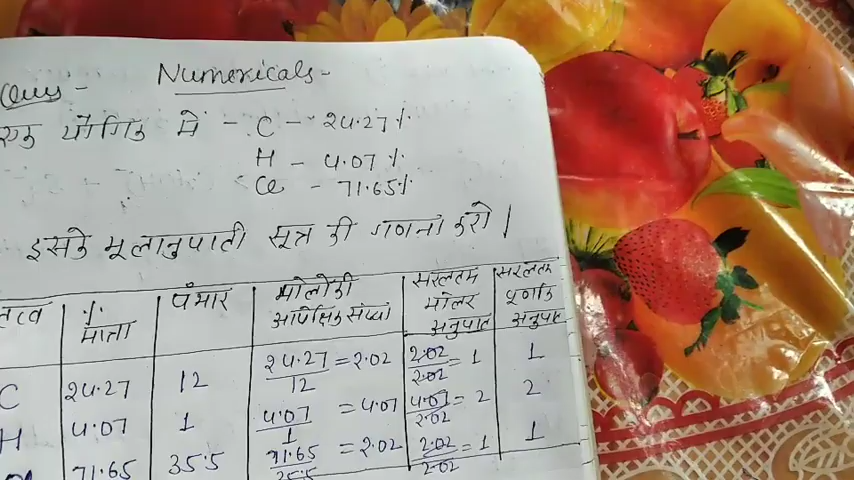 Ques - Numericals -
एक यौगिक में - C - 24.27%
H - 4.07%
Cl - 71.65%
इसके मूलानुपाती सूत्र की गणना करो।
तत्व % मात्रा पoभार मोलोकी आपेक्षिक संख्या सरलतम मोलर अनुपात सरलतम पूर्णांक अनुपात
C 24.27 12 24.27/12 = 2.02 2.02/2.02 = 1 1
H 4.07 1 4.07/1 = 4.07 4.07/2.02 = 2 2
71.65 35.5 71.65/35.5 = 2.02 2.02/2.02 = 1 1